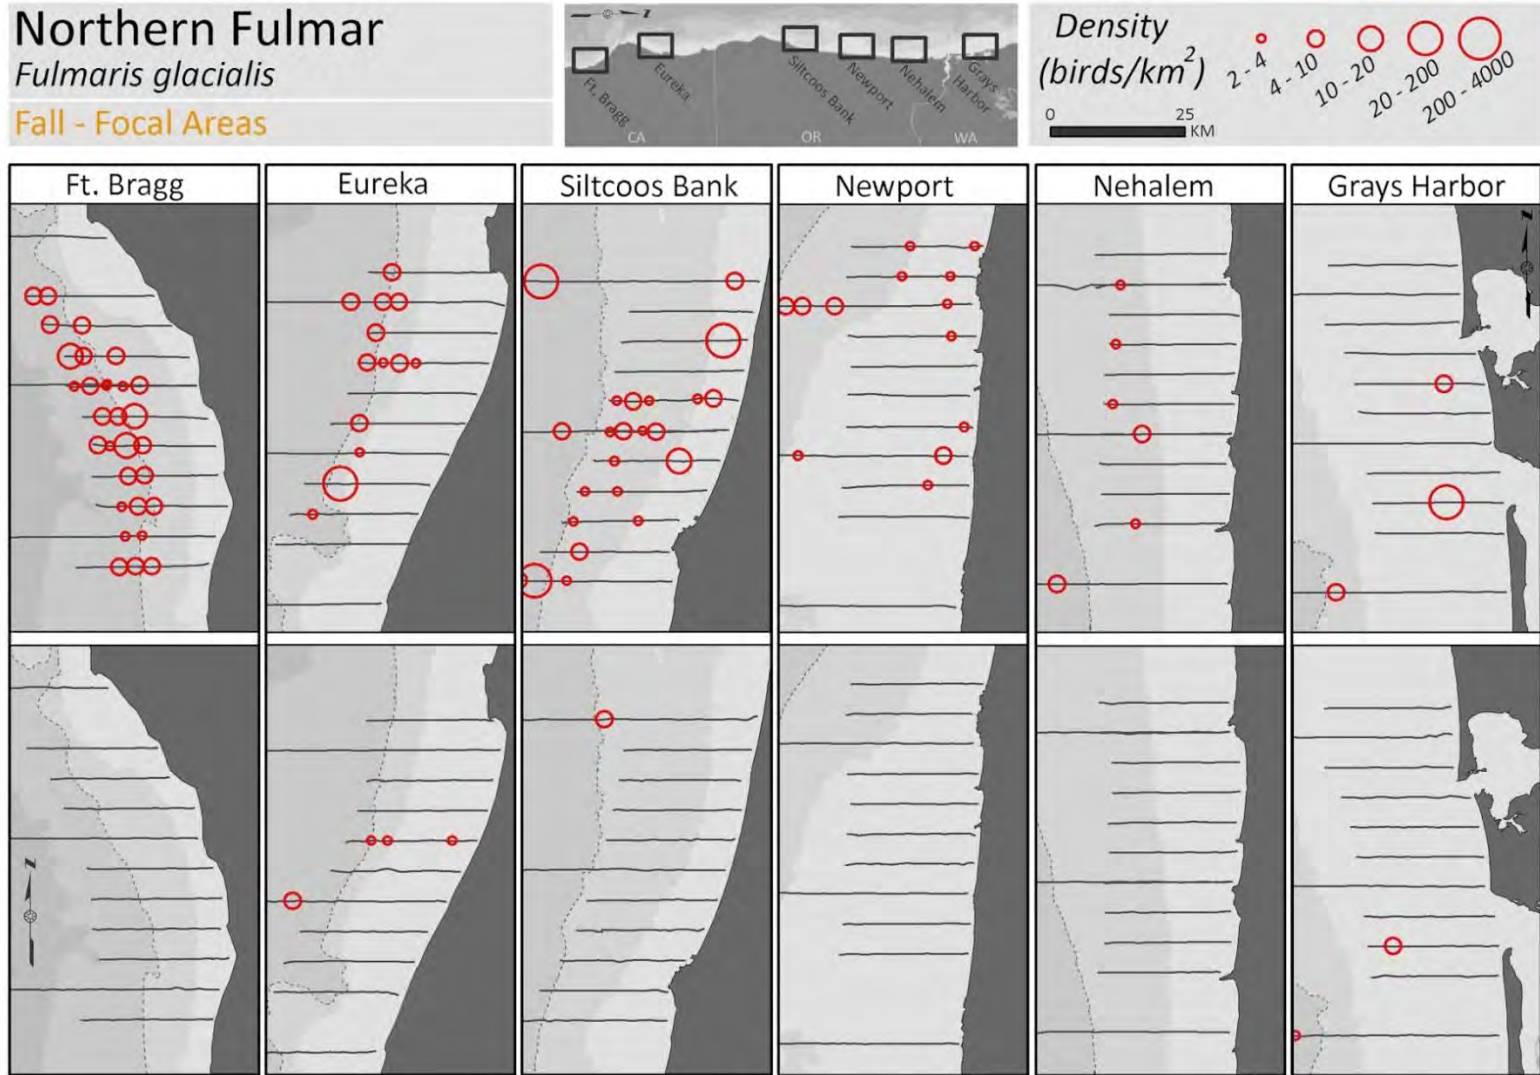 Northern Fulmar
Fulmaris glacialis
Fall - Focal Areas
Z
Ft. Bragg
Eureka
Siltcoos Bank
Newport
Nehalem
Grays
Harbor
CA
OR
WA
Density
(birds/km²)
2 - 4
4 - 10
10 - 20
20 - 200
200 - 4000
0
25
KM
Ft. Bragg
Eureka
Siltcoos Bank
Newport
Nehalem
Grays Harbor
Z
Z